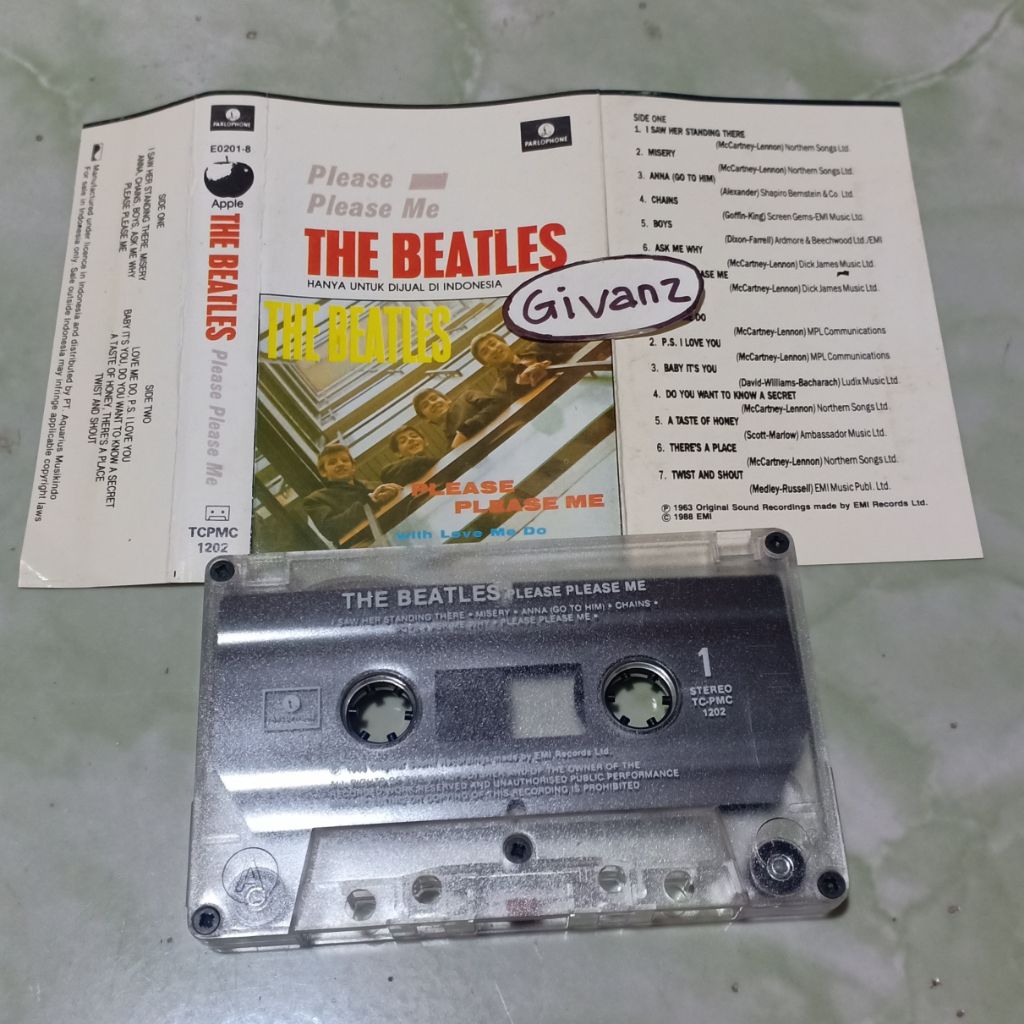 Manufactured under licence in Indonesia and distributed by PT. Aquarius Musikindo
For sale in Indonesia only. Sale outside Indonesia may infringe applicable copyright laws
SIDE ONE
I SAW HER STANDING THERE, MISERY
ANNA, CHAINS, BOYS, ASK ME WHY
PLEASE PLEASE ME
SIDE TWO
LOVE ME DO, P.S. I LOVE YOU
BABY IT'S YOU, DO YOU WANT TO KNOW A SECRET
A TASTE OF HONEY, THERE'S A PLACE
TWIST AND SHOUT
PARLOPHONE
E0201-8
Apple
THE BEATLES Please Please Me
TCPMC
1202
PARLOPHONE
Please
Please Me
THE BEATLES
HANYA UNTUK DIJUAL DI INDONESIA
Givanz
THE BEATLES
PLEASE
PLEASE ME
with Love Me Do
SIDE ONE
1. I SAW HER STANDING THERE
(McCartney-Lennon) Northern Songs Ltd.
2. MISERY
(McCartney-Lennon) Northern Songs Ltd.
3. ANNA (GO TO HIM)
(Alexander) Shapiro Bernstein & Co. Ltd.
4. CHAINS
(Goffin-King) Screen Gems-EMI Music Ltd.
5. BOYS
(Dixon-Farrell) Ardmore & Beechwood Ltd./EMI
6. ASK ME WHY
(McCartney-Lennon) Dick James Music Ltd.
ME
(McCartney-Lennon) Dick James Music Ltd.
DO
(McCartney-Lennon) MPL Communications
2. P.S. I LOVE YOU
(McCartney-Lennon) MPL Communications
3. BABY IT'S YOU
(David-Williams-Bacharach) Ludix Music Ltd.
4. DO YOU WANT TO KNOW A SECRET
(McCartney-Lennon) Northern Songs Ltd.
5. A TASTE OF HONEY
(Scott-Marlow) Ambassador Music Ltd.
6. THERE'S A PLACE
(McCartney-Lennon) Northern Songs Ltd.
7. TWIST AND SHOUT
(Medley-Russell) EMI Music Publ. Ltd.
℗ 1963 Original Sound Recordings made by EMI Records Ltd.
© 1988 EMI
THE BEATLES PLEASE PLEASE ME
I SAW HER STANDING THERE • MISERY • ANNA (GO TO HIM) • CHAINS •
PLEASE PLEASE ME •
1
STEREO
TC-PMC
1202
PARLOPHONE
made by EMI Records Ltd.
OF THE OWNER OF THE
RESERVED AND UNAUTHORISED PUBLIC PERFORMANCE
RECORDING IS PROHIBITED
A